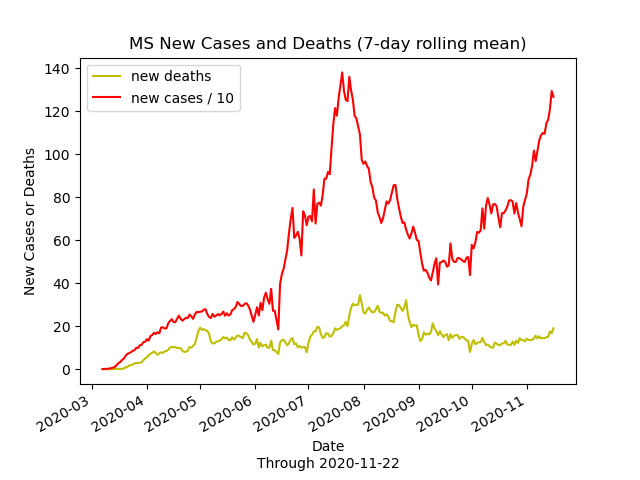 MS New Cases and Deaths (7-day rolling mean)
new deaths
new cases / 10
New Cases or Deaths
140
120
100
80
60
40
20
0
2020-03
2020-04
2020-05
2020-06
2020-07
2020-08
2020-09
2020-10
2020-11
Date
Through 2020-11-22